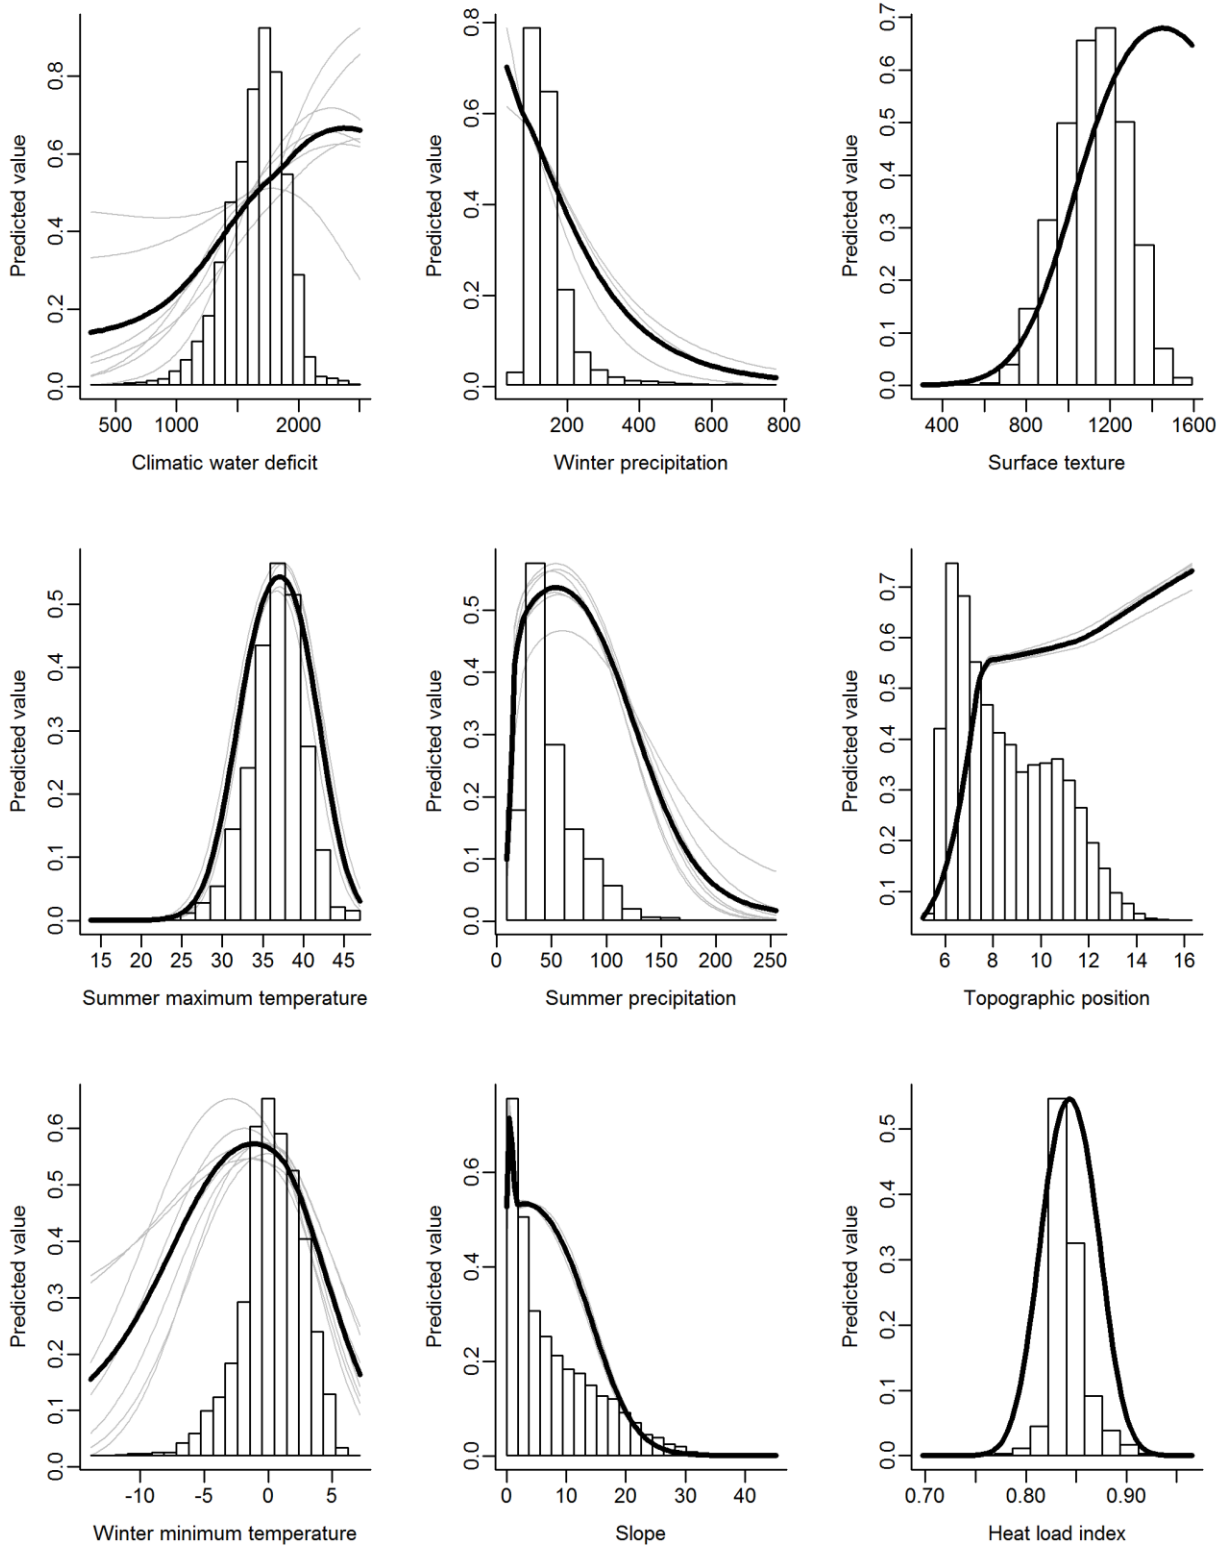 Predicted value
0.0 0.2 0.4 0.6 0.8
500 1000 2000
Climatic water deficit
Predicted value
0.0 0.2 0.4 0.6 0.8
200 400 600 800
Winter precipitation
Predicted value
0.0 0.1 0.2 0.3 0.4 0.5 0.6 0.7
400 800 1200 1600
Surface texture
Predicted value
0.0 0.1 0.2 0.3 0.4 0.5
15 20 25 30 35 40 45
Summer maximum temperature
Predicted value
0.0 0.1 0.2 0.3 0.4 0.5
0 50 100 150 200 250
Summer precipitation
Predicted value
0.1 0.2 0.3 0.4 0.5 0.6 0.7
6 8 10 12 14 16
Topographic position
Predicted value
0.0 0.1 0.2 0.3 0.4 0.5 0.6
-10 -5 0 5
Winter minimum temperature
Predicted value
0.0 0.2 0.4 0.6
0 10 20 30 40
Slope
Predicted value
0.0 0.1 0.2 0.3 0.4 0.5
0.70 0.80 0.90
Heat load index